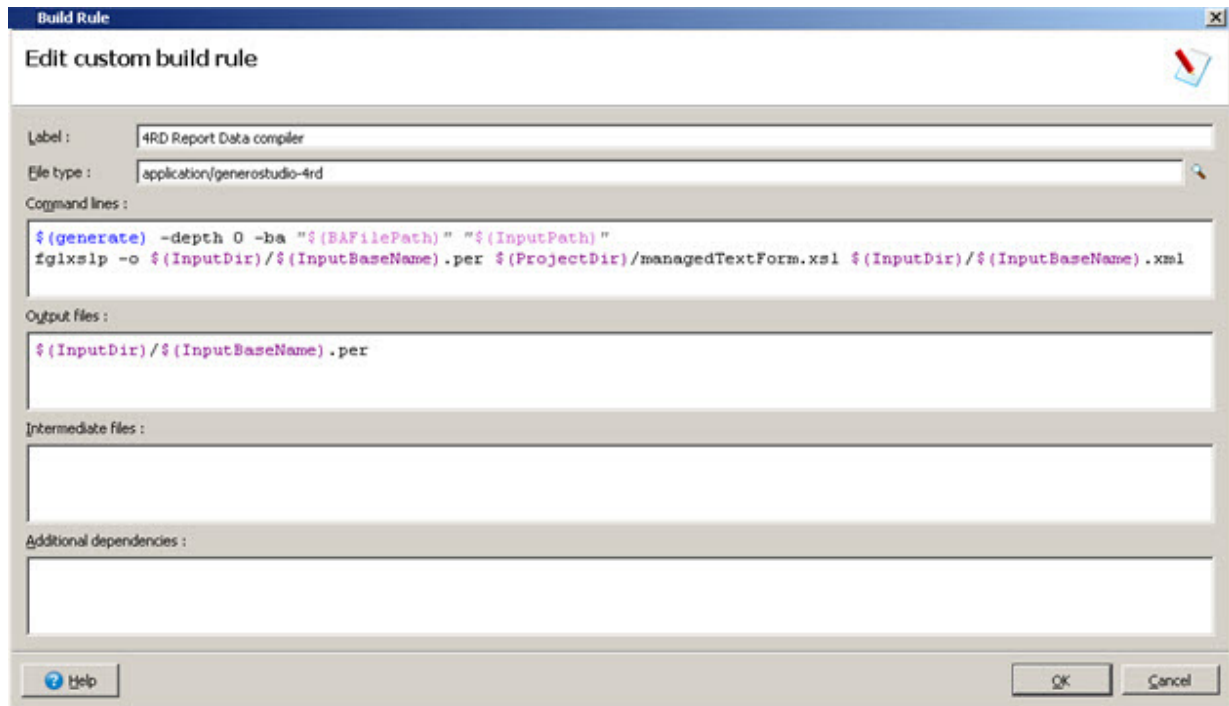 Build Rule
Edit custom build rule
Label :
4RD Report Data compiler
File type :
application/generostudio-4rd
Command lines :
$(generate) -depth 0 -ba "$(BAFilePath)" "$(InputPath)"
fglxslp -o $(InputDir)/$(InputBaseName).per $(ProjectDir)/managedTextForm.xsl $(InputDir)/$(InputBaseName).xml
Output files :
$(InputDir)/$(InputBaseName).per
Intermediate files :
Additional dependencies :
Help
OK
Cancel